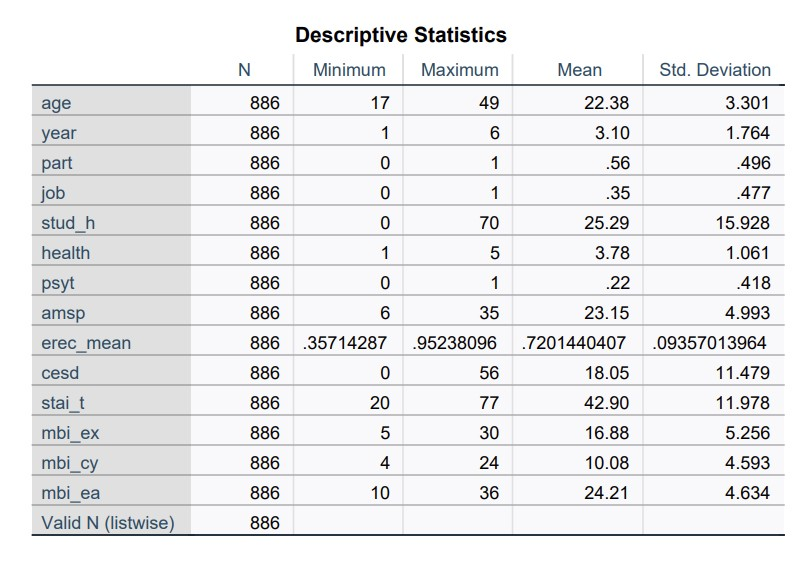 Descriptive Statistics
N Minimum Maximum Mean Std. Deviation
age 886 17 49 22.38 3.301
year 886 1 6 3.10 1.764
part 886 0 1 .56 .496
job 886 0 1 .35 .477
stud_h 886 0 70 25.29 15.928
health 886 1 5 3.78 1.061
psyt 886 0 1 .22 .418
amsp 886 6 35 23.15 4.993
erec_mean 886 .35714287 .95238096 .7201440407 .09357013964
cesd 886 0 56 18.05 11.479
stai_t 886 20 77 42.90 11.978
mbi_ex 886 5 30 16.88 5.256
mbi_cy 886 4 24 10.08 4.593
mbi_ea 886 10 36 24.21 4.634
Valid N (listwise) 886